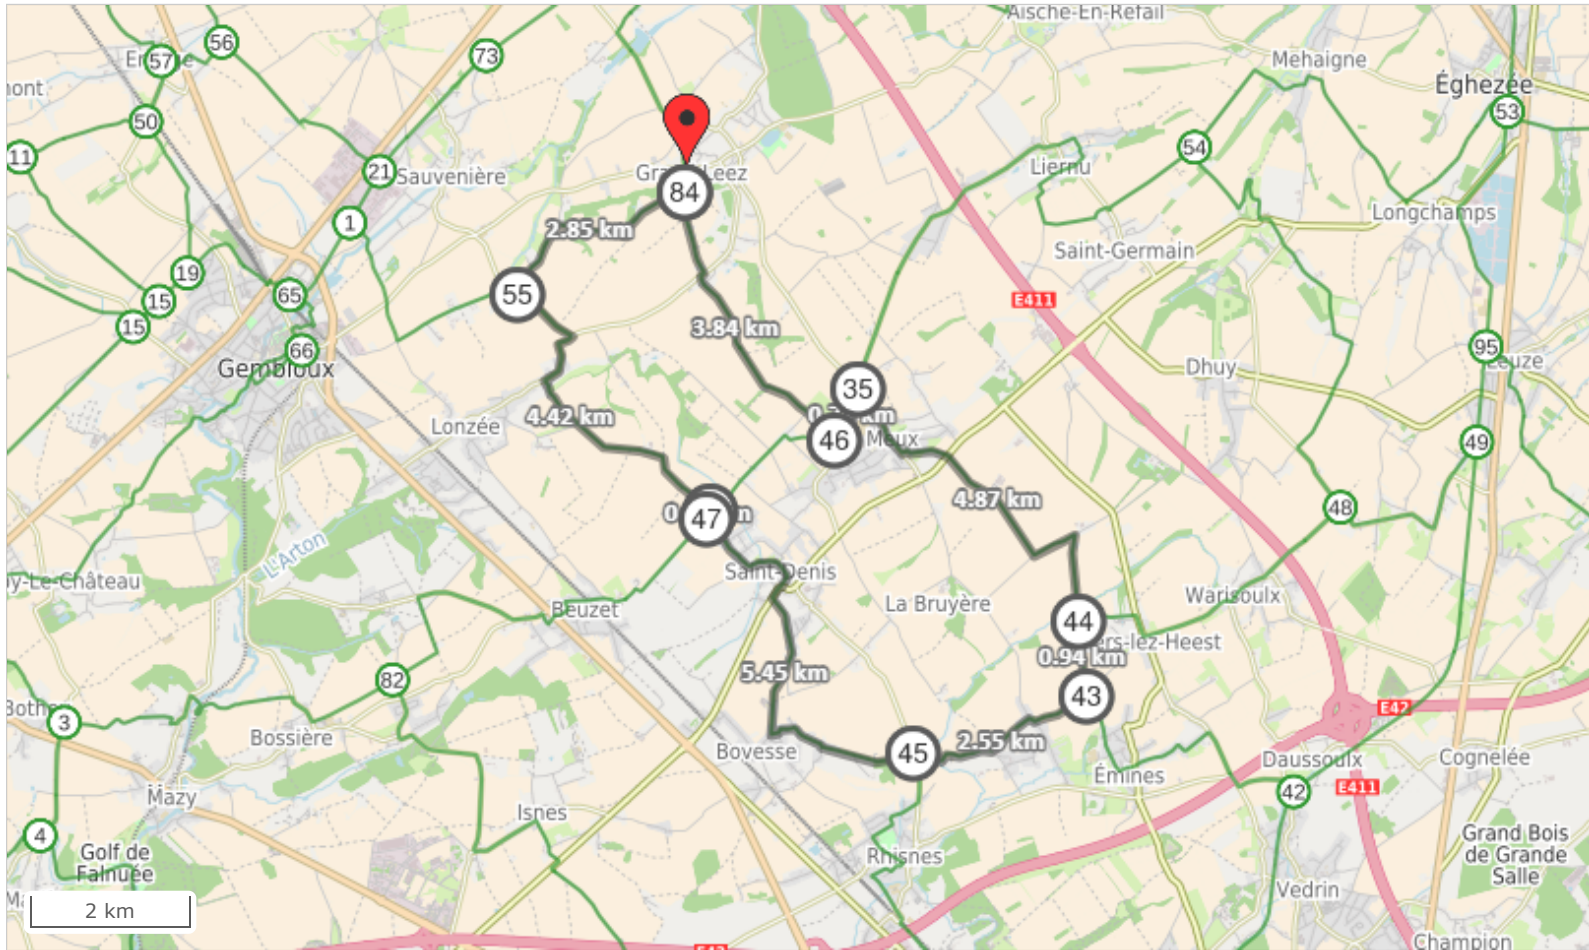 Aische-En-Refail
56
73
57
Mehaigne
Éghezée
50
53
11
54
Liernu
21
Sauvenière
84
Longchamps
1
2.85 km
Saint-Germain
19
65
55
15
E411
15
3.84 km
66
95
Gembloux
Dhuy
35
4.42 km
Lonzée
46
Meux
49
4.87 km
48
47
L'Arton
Saint-Denis
Warisoulx
La Bruyère
Beuzet
44
0.94 km
5.45 km
82
43
3
E42
Bossière
2.55 km
Bovesse
45
Daussoulx
Cognelée
Émines
E411
42
Mazy
Isnes
4
Golf de
Falnuée
Rhisnes
Grand Bois
de Grande
Salle
Vedrin
2 km
Champion